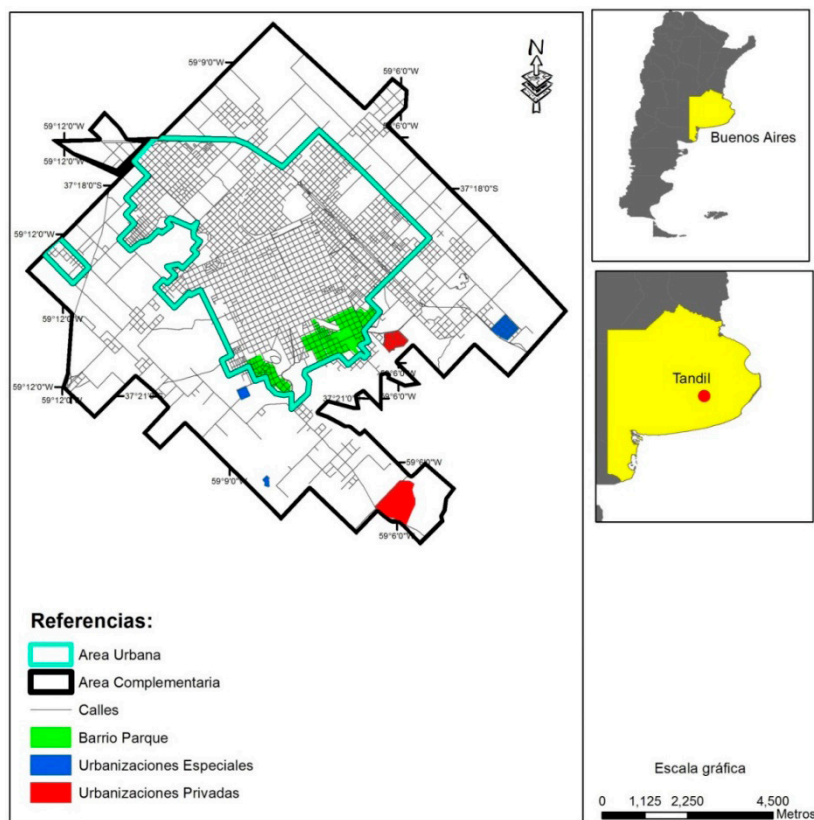 N
59°9'0"W
59°6'0"W
59°12'0"W
59°6'0"W
59°12'0"W
37°18'0"S
37°18'0"S
59°12'0"W
59°12'0"W
59°6'0"W
59°12'0"W
59°12'0"W
37°21'0"
37°21'0"
59°6'0"W
59°9'0"W
59°6'0"W
59°6'0"W
Referencias:
Area Urbana
Area Complementaria
Calles
Barrio Parque
Urbanizaciones Especiales
Urbanizaciones Privadas
Buenos Aires
Tandil
Escala gráfica
0 1,125 2,250 4,500
Metros